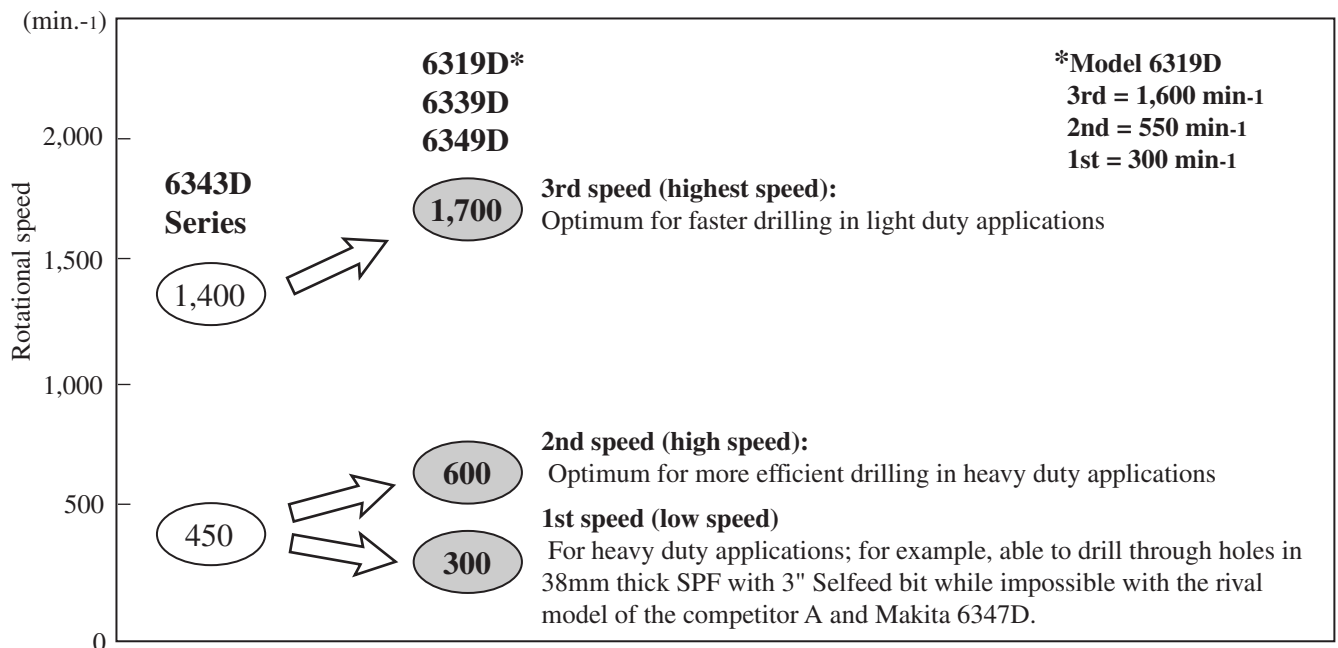 (min.-1)
6319D*
6339D
6349D
*Model 6319D
3rd = 1,600 min-1
2nd = 550 min-1
1st = 300 min-1
2,000
6343D
Series
1,700
3rd speed (highest speed):
Optimum for faster drilling in light duty applications
Rotational speed
1,500
1,400
1,000
2nd speed (high speed):
600
Optimum for more efficient drilling in heavy duty applications
500
450
1st speed (low speed)
300
For heavy duty applications; for example, able to drill through holes in
38mm thick SPF with 3" Selfeed bit while impossible with the rival
model of the competitor A and Makita 6347D.
0